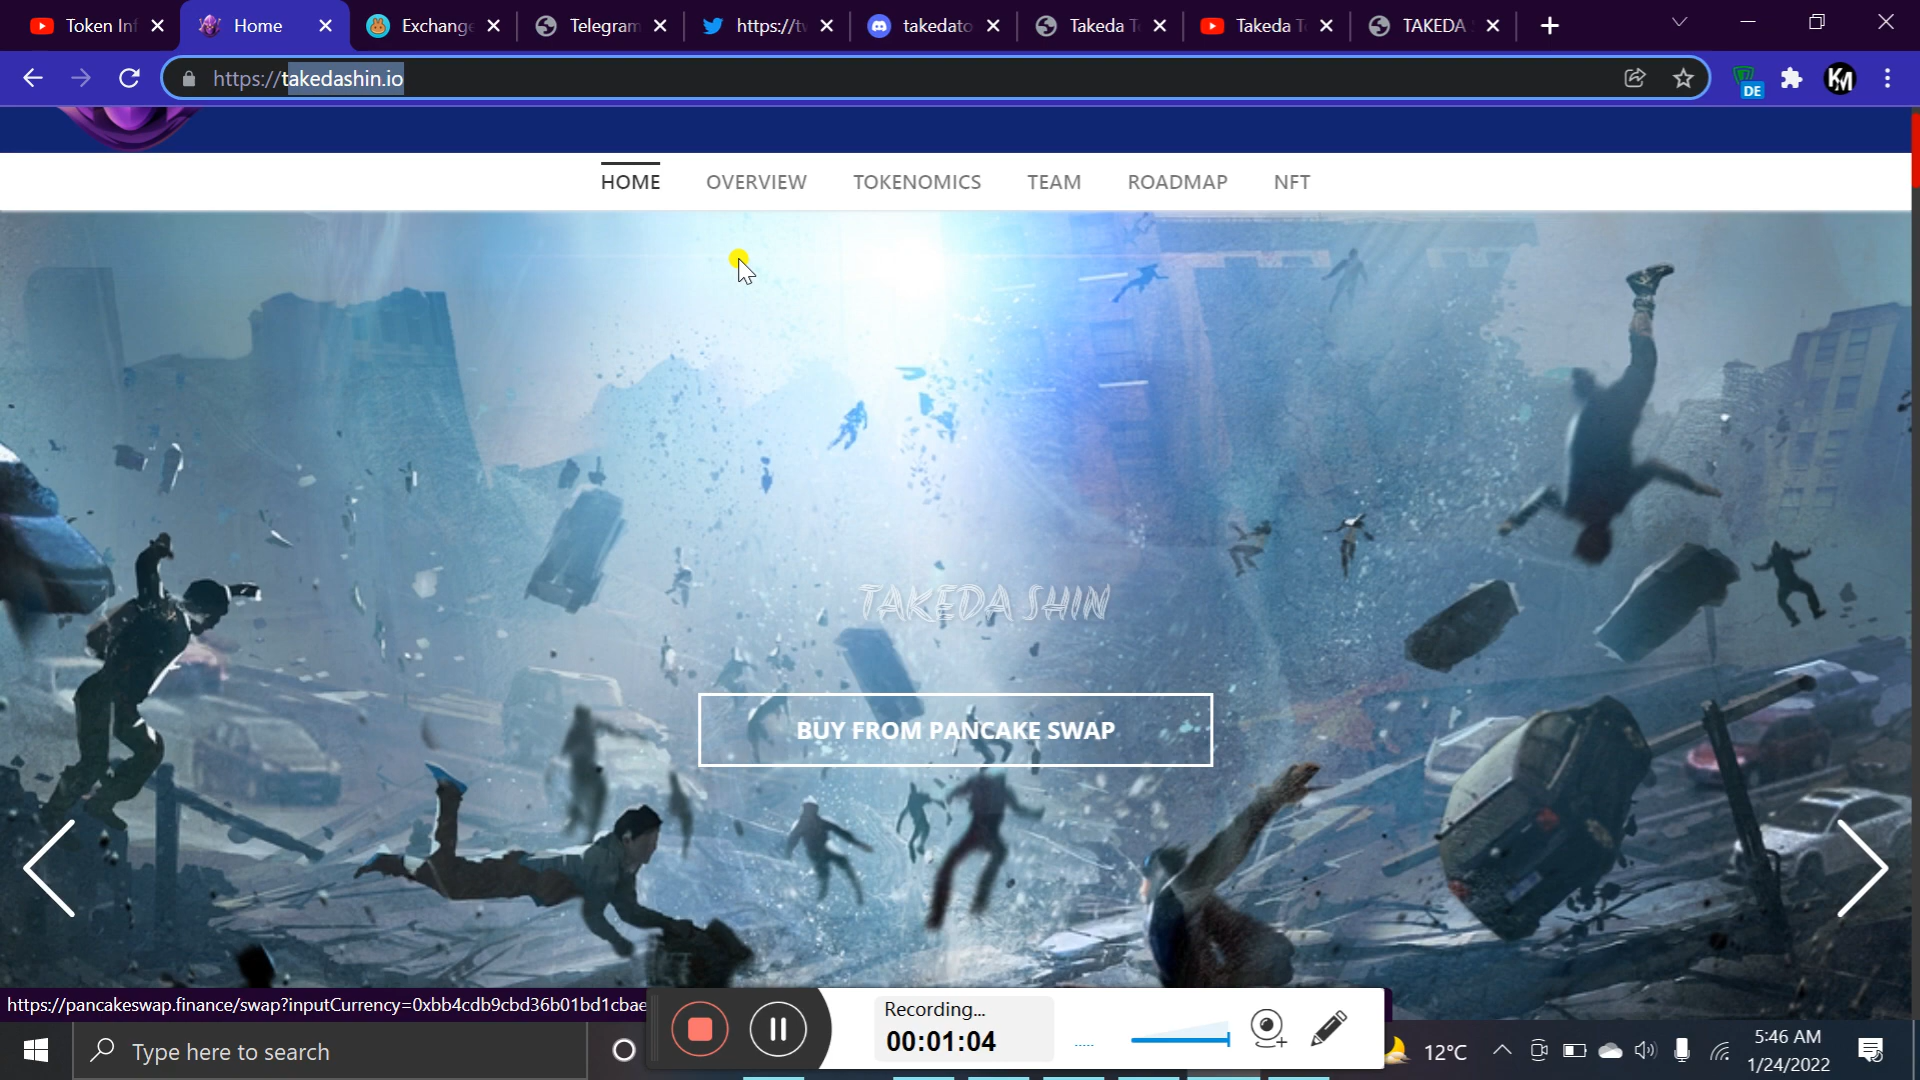 Token Inf
Home
Exchange
Telegram
https://tw
takedato
Takeda T
Takeda T
TAKEDA
https://takedashin.io
DE
KM
HOME
OVERVIEW
TOKENOMICS
TEAM
ROADMAP
NFT
TAKEDA SHIN
BUY FROM PANCAKE SWAP
https://pancakeswap.finance/swap?inputCurrency=0xbb4cdb9cbd36b01bd1cbae
Recording...
00:01:04
Type here to search
12°C
5:46 AM
1/24/2022